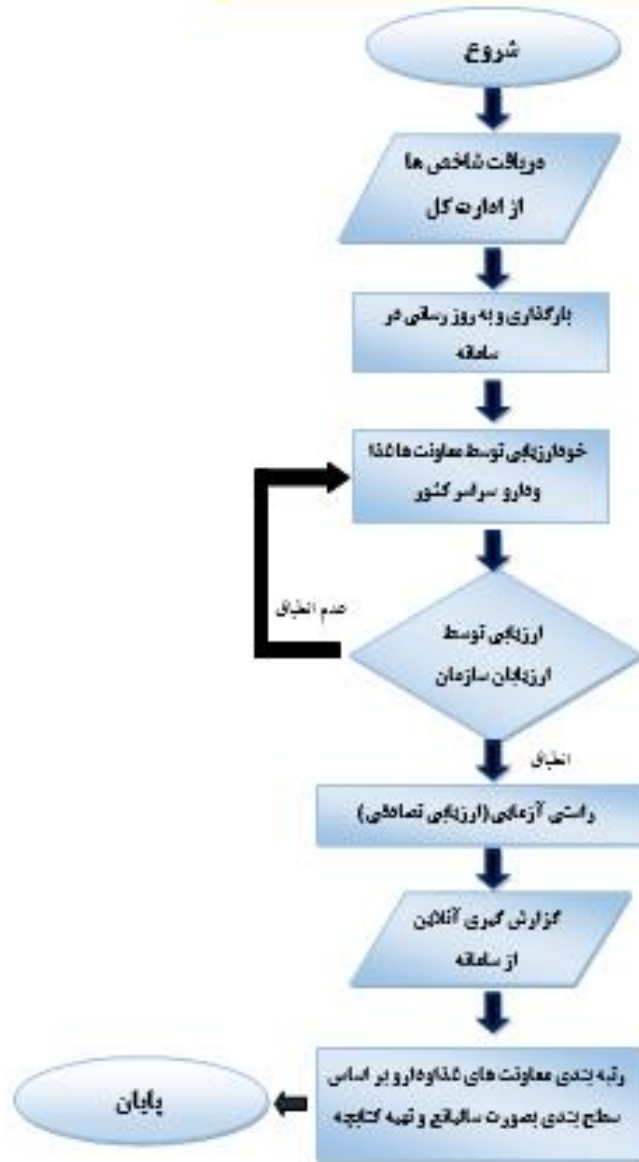 شروع
دریافت شاخص ها
از ادارت کل
بارگذاری و به روز رسانی در
سامانه
خودارزیابی توسط معاونت ها غذا
ودارو سراسر کشور
عدم انطباق
ارزیابی توسط
ارزیابان سازمان
انطباق
راستی آزمایی (ارزیابی تصادفی)
گزارش گیری آنلاین
از سامانه
رتبه بندی معاونت های غذاودارو بر اساس
سطح بندی بصورت سالیانه و تهیه کتابچه
پایان